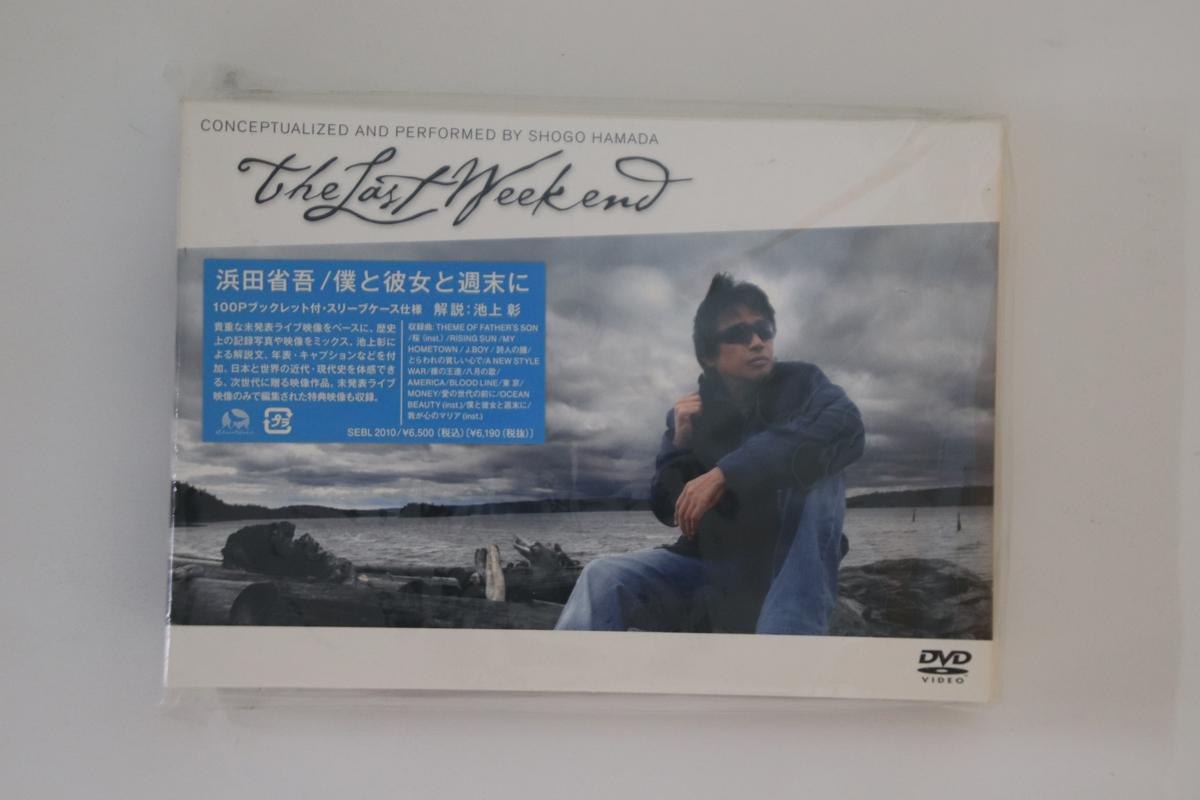 CONCEPTUALIZED AND PERFORMED BY SHOGO HAMADA
The Last Weekend
浜田省吾/僕と彼女と週末に
100Pブックレット付・スリーブケース仕様 解説:池上 彰
貴重な未発表ライブ映像をベースに、歴史
上の記録写真や映像をミックス。池上彰に
よる解説文、年表・キャプションなどを付
加。日本と世界の近代・現代史を体感でき
る、次世代に贈る映像作品。未発表ライブ
映像のみで編集された特典映像も収録。
収録曲: THEME OF FATHER'S SON
/桜 (inst.) /RISING SUN /MY
HOMETOWN / J.BOY / 詩人の鐘/
とらわれの貧しい心で/A NEW STYLE
WAR/裸の王達/八月の歌/
AMERICA/BLOOD LINE/東京/
MONEY/愛の世代の前に/OCEAN
BEAUTY (inst.)/僕と彼女と週末に/
我が心のマリア (inst.)
プラ
SEBL 2010/¥6,500 (税込) [¥6,190 (税抜)]
DVD
VIDEO